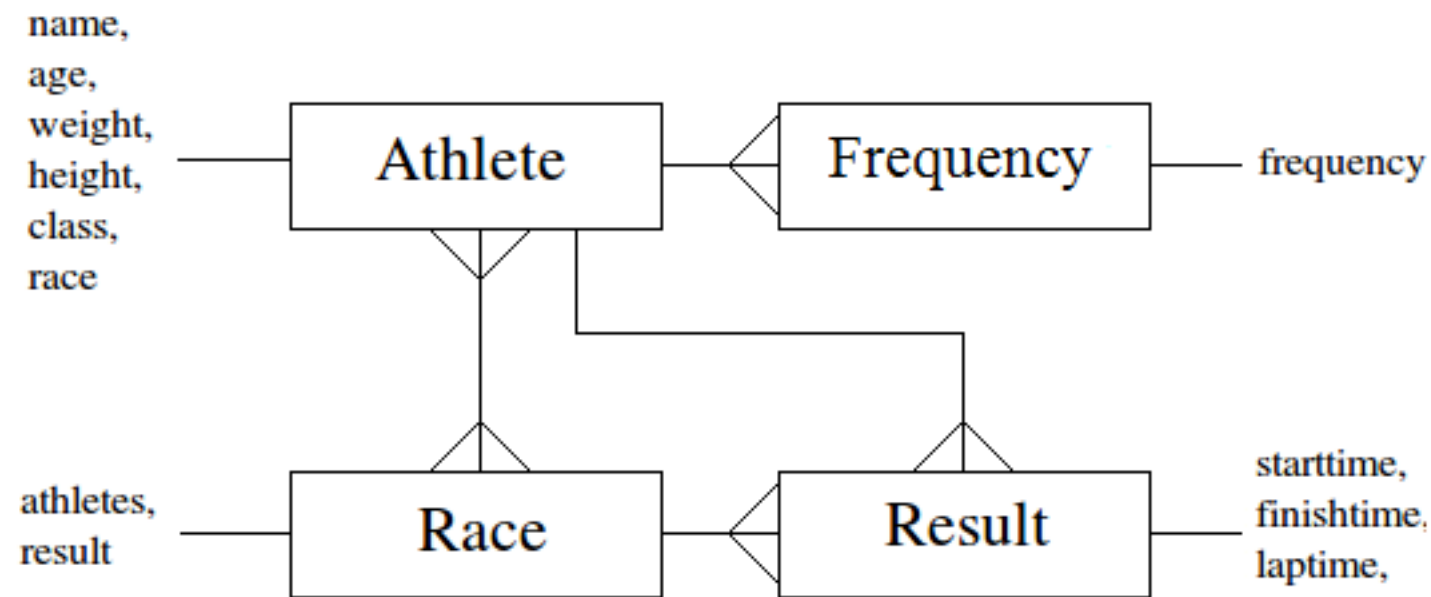 name,
age,
weight,
height,
class,
race
Athlete
Frequency
frequency
athletes,
result
Race
Result
starttime,
finishtime,
laptime,